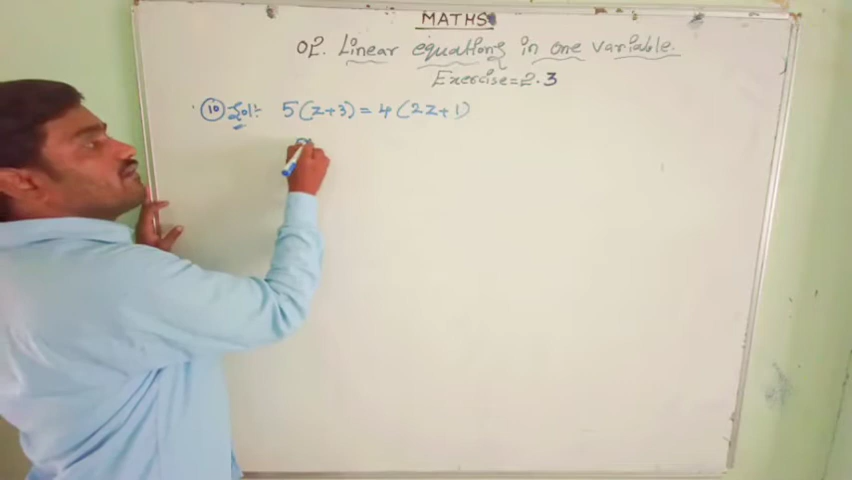 MATHS
02. Linear equations in one variable.
Exercise=2.3
10 Sol:- 5(z+3)=4(2z+1)